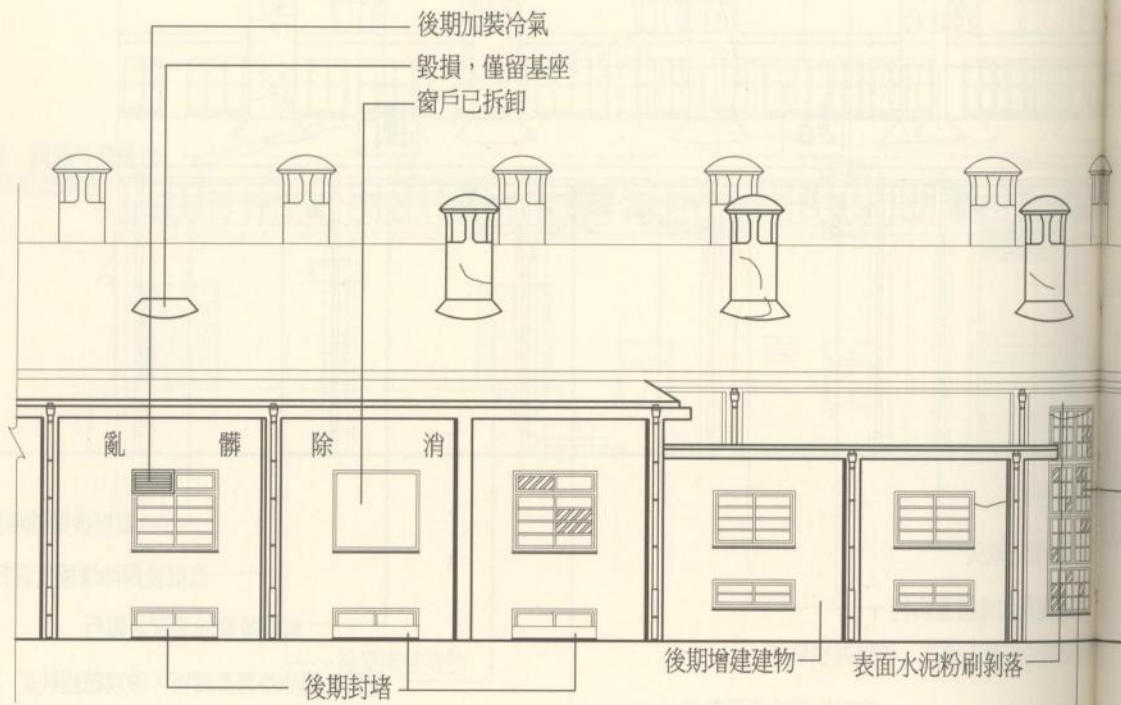 後期加裝冷氣
毀損，僅留基座
窗戶已拆卸
亂 髒 除 消
後期封堵
後期增建建物
表面水泥粉刷剝落